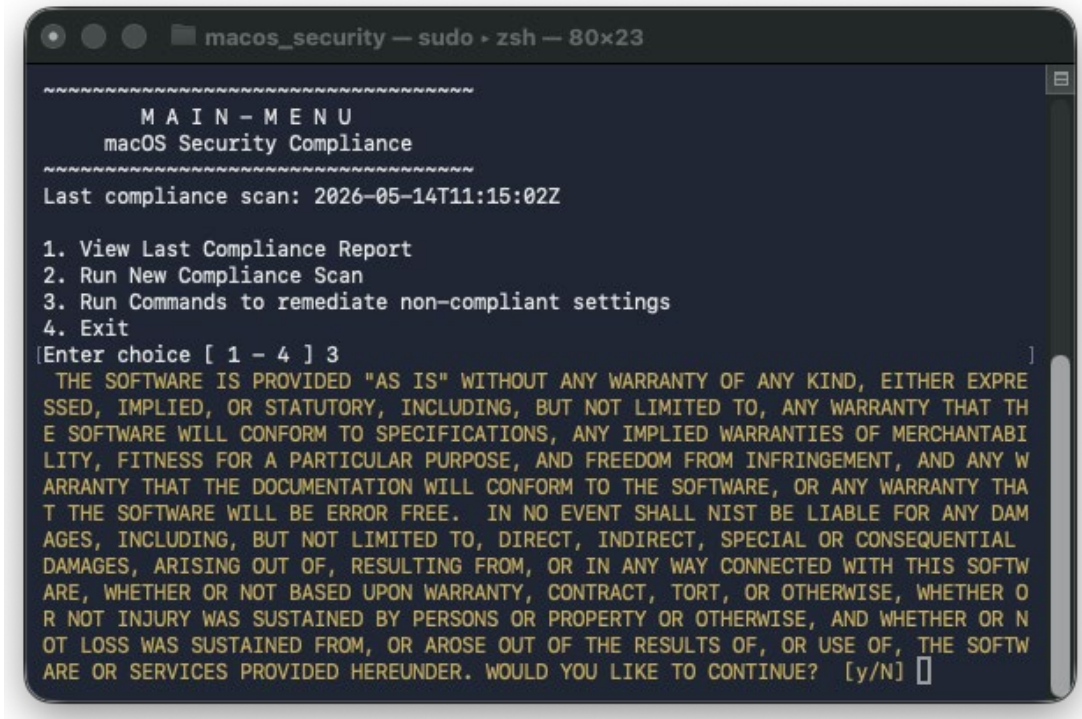 macos_security — sudo ▸ zsh — 80×23
~~~~~~~~~~~~~~~~~~~~~~~~~~~~~~~~~~~
M A I N - M E N U
macOS Security Compliance
~~~~~~~~~~~~~~~~~~~~~~~~~~~~~~~~~~~
Last compliance scan: 2026-05-14T11:15:02Z
1. View Last Compliance Report
2. Run New Compliance Scan
3. Run Commands to remediate non-compliant settings
4. Exit
[Enter choice [ 1 - 4 ] 3 ]
THE SOFTWARE IS PROVIDED "AS IS" WITHOUT ANY WARRANTY OF ANY KIND, EITHER EXPRE
SSED, IMPLIED, OR STATUTORY, INCLUDING, BUT NOT LIMITED TO, ANY WARRANTY THAT TH
E SOFTWARE WILL CONFORM TO SPECIFICATIONS, ANY IMPLIED WARRANTIES OF MERCHANTABI
LITY, FITNESS FOR A PARTICULAR PURPOSE, AND FREEDOM FROM INFRINGEMENT, AND ANY W
ARRANTY THAT THE DOCUMENTATION WILL CONFORM TO THE SOFTWARE, OR ANY WARRANTY THA
T THE SOFTWARE WILL BE ERROR FREE.  IN NO EVENT SHALL NIST BE LIABLE FOR ANY DAM
AGES, INCLUDING, BUT NOT LIMITED TO, DIRECT, INDIRECT, SPECIAL OR CONSEQUENTIAL
DAMAGES, ARISING OUT OF, RESULTING FROM, OR IN ANY WAY CONNECTED WITH THIS SOFTW
ARE, WHETHER OR NOT BASED UPON WARRANTY, CONTRACT, TORT, OR OTHERWISE, WHETHER O
R NOT INJURY WAS SUSTAINED BY PERSONS OR PROPERTY OR OTHERWISE, AND WHETHER OR N
OT LOSS WAS SUSTAINED FROM, OR AROSE OUT OF THE RESULTS OF, OR USE OF, THE SOFTW
ARE OR SERVICES PROVIDED HEREUNDER. WOULD YOU LIKE TO CONTINUE?  [y/N]